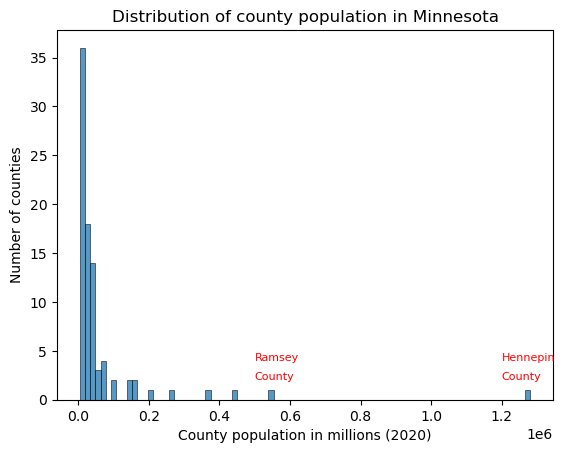 Distribution of county population in Minnesota
35
30
25
20
15
10
5
0
Number of counties
Ramsey
County
Hennepin
County
0.0 0.2 0.4 0.6 0.8 1.0 1.2
1e6
County population in millions (2020)